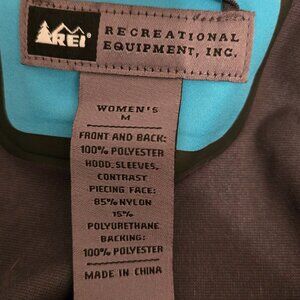 REI
RECREATIONAL
EQUIPMENT, INC.
WOMEN'S
M
FRONT AND BACK:
100% POLYESTER
HOOD, SLEEVES,
CONTRAST
PIECING FACE:
85% NYLON
15%
POLYURETHANE
BACKING:
100% POLYESTER
MADE IN CHINA